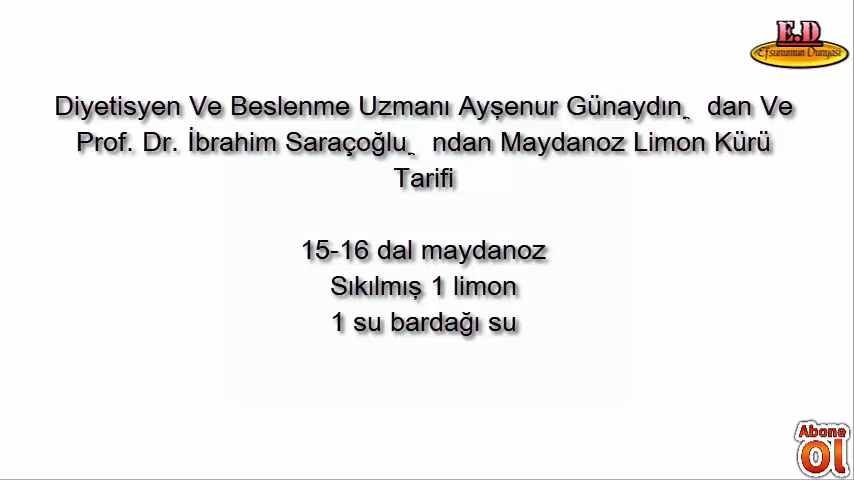 E.D
Efsununun Dünyası
Diyetisyen Ve Beslenme Uzmanı Ayşenur Günaydın¸ dan Ve
Prof. Dr. İbrahim Saraçoğlu¸ ndan Maydanoz Limon Kürü
Tarifi
15-16 dal maydanoz
Sıkılmış 1 limon
1 su bardağı su
Abone
Ol